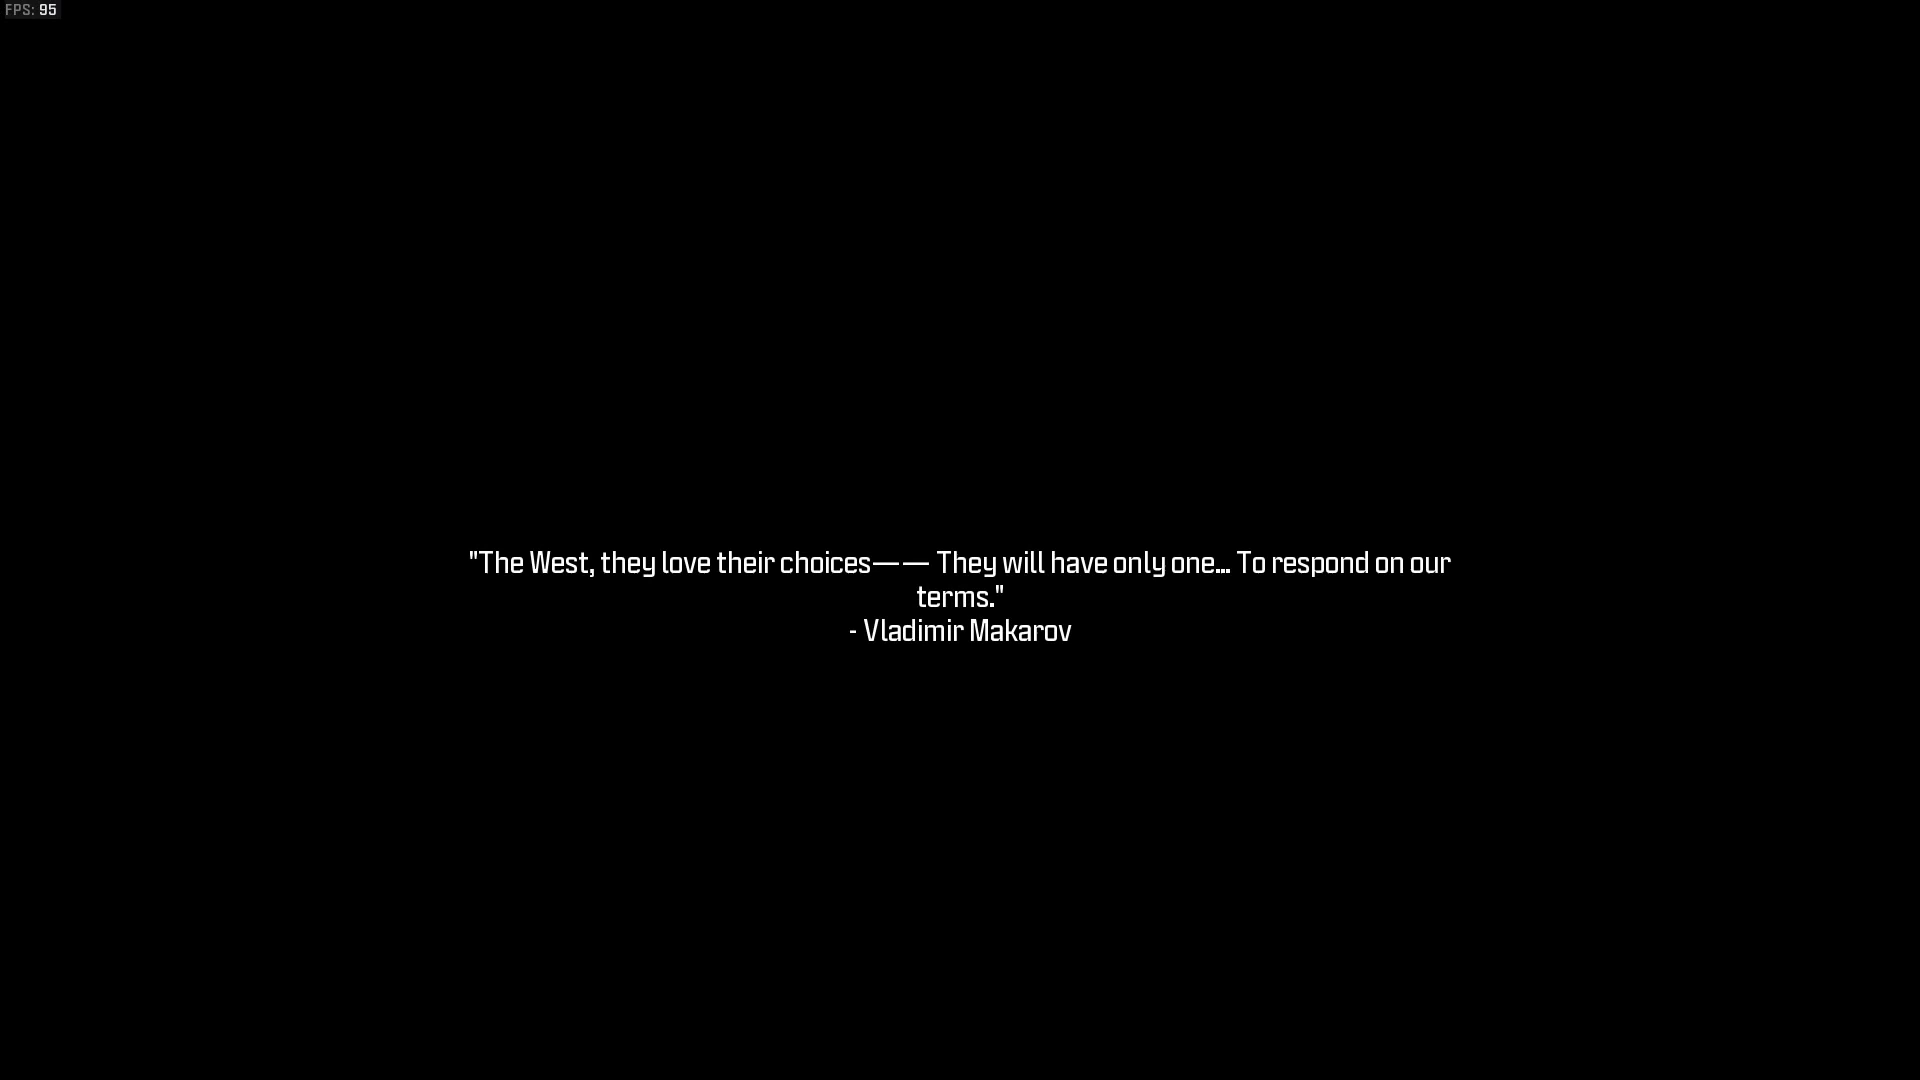 FPS: 95
"The West, they love their choices—— They will have only one... To respond on our
terms."
- Vladimir Makarov